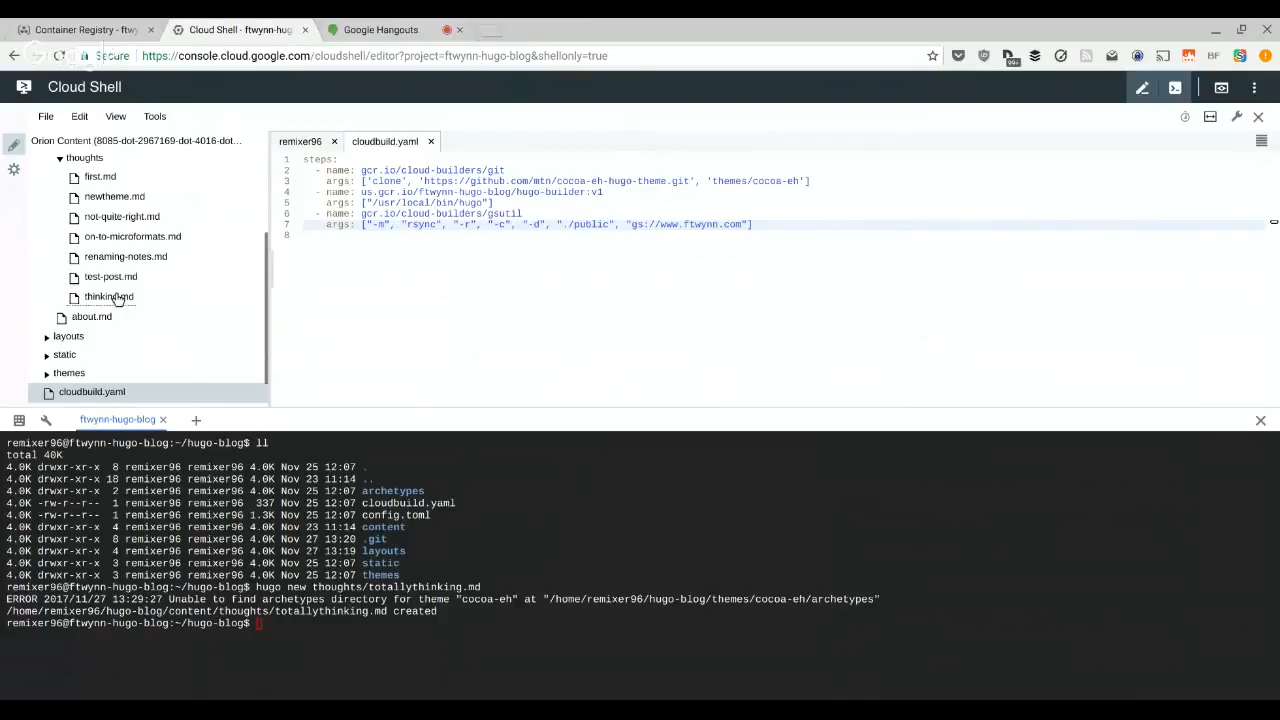 Container Registry - ftwy
Cloud Shell - ftwynn-hug
Google Hangouts
Secure
https://console.cloud.google.com/cloudshell/editor?project=ftwynn-hugo-blog&shellonly=true
99+
BF
Cloud Shell
File Edit View Tools
Orion Content (8085-dot-2967169-dot-4016-dot...
thoughts
first.md
newtheme.md
not-quite-right.md
on-to-microformats.md
renaming-notes.md
test-post.md
thinking.md
about.md
layouts
static
themes
cloudbuild.yaml
remixer96
cloudbuild.yaml
1 steps:
2 - name: gcr.io/cloud-builders/git
3 args: ['clone', 'https://github.com/mtn/cocoa-eh-hugo-theme.git', 'themes/cocoa-eh']
4 - name: us.gcr.io/ftwynn-hugo-blog/hugo-builder:v1
5 args: ["/usr/local/bin/hugo"]
6 - name: gcr.io/cloud-builders/gsutil
7 args: ["-m", "rsync", "-r", "-c", "-d", "./public", "gs://www.ftwynn.com"]
8
ftwynn-hugo-blog
remixer96@ftwynn-hugo-blog:~/hugo-blog$ ll
total 40K
4.0K drwxr-xr-x 8 remixer96 remixer96 4.0K Nov 25 12:07 .
4.0K drwxr-xr-x 18 remixer96 remixer96 4.0K Nov 23 11:14 ..
4.0K drwxr-xr-x 2 remixer96 remixer96 4.0K Nov 25 12:07 archetypes
4.0K -rw-r--r-- 1 remixer96 remixer96 337 Nov 25 12:07 cloudbuild.yaml
4.0K -rw-r--r-- 1 remixer96 remixer96 1.3K Nov 25 12:07 config.toml
4.0K drwxr-xr-x 4 remixer96 remixer96 4.0K Nov 23 11:14 content
4.0K drwxr-xr-x 8 remixer96 remixer96 4.0K Nov 27 13:20 .git
4.0K drwxr-xr-x 4 remixer96 remixer96 4.0K Nov 27 13:19 layouts
4.0K drwxr-xr-x 3 remixer96 remixer96 4.0K Nov 25 12:07 static
4.0K drwxr-xr-x 3 remixer96 remixer96 4.0K Nov 25 12:07 themes
remixer96@ftwynn-hugo-blog:~/hugo-blog$ hugo new thoughts/totallythinking.md
ERROR 2017/11/27 13:29:27 Unable to find archetypes directory for theme "cocoa-eh" at "/home/remixer96/hugo-blog/themes/cocoa-eh/archetypes"
/home/remixer96/hugo-blog/content/thoughts/totallythinking.md created
remixer96@ftwynn-hugo-blog:~/hugo-blog$